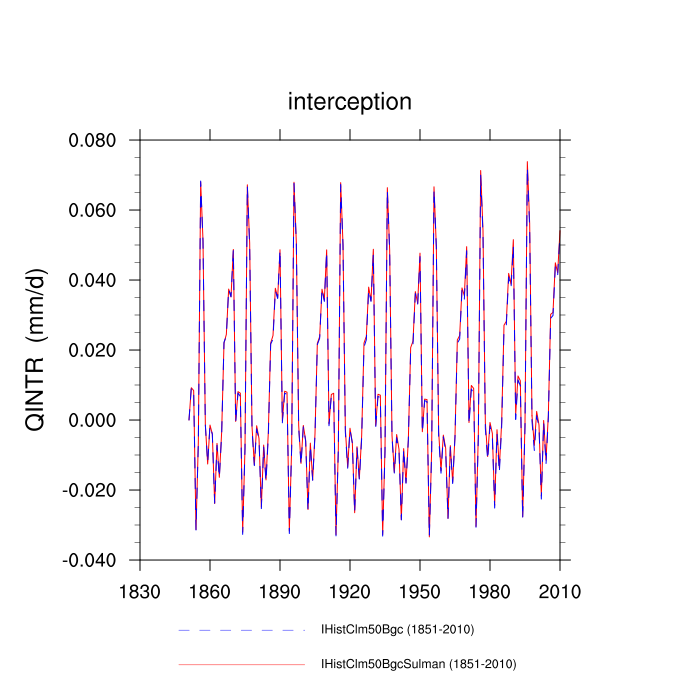 interception
QINTR (mm/d)
0.080
0.060
0.040
0.020
0.000
-0.020
-0.040
1830 1860 1890 1920 1950 1980 2010
IHistClm50Bgc (1851-2010)
IHistClm50BgcSulman (1851-2010)